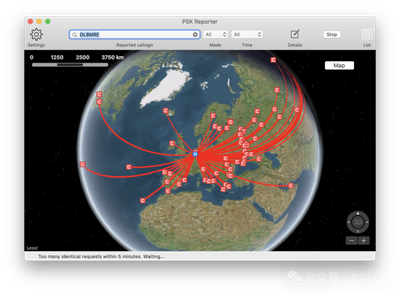 PSK Reporter
DL8MRE
All
All
Stop
Settings
Reported callsign
Mode
Time
Details
List
0 1250 2500 3750 km
Map
Legal
Too many identical requests within 5 minutes. Waiting...